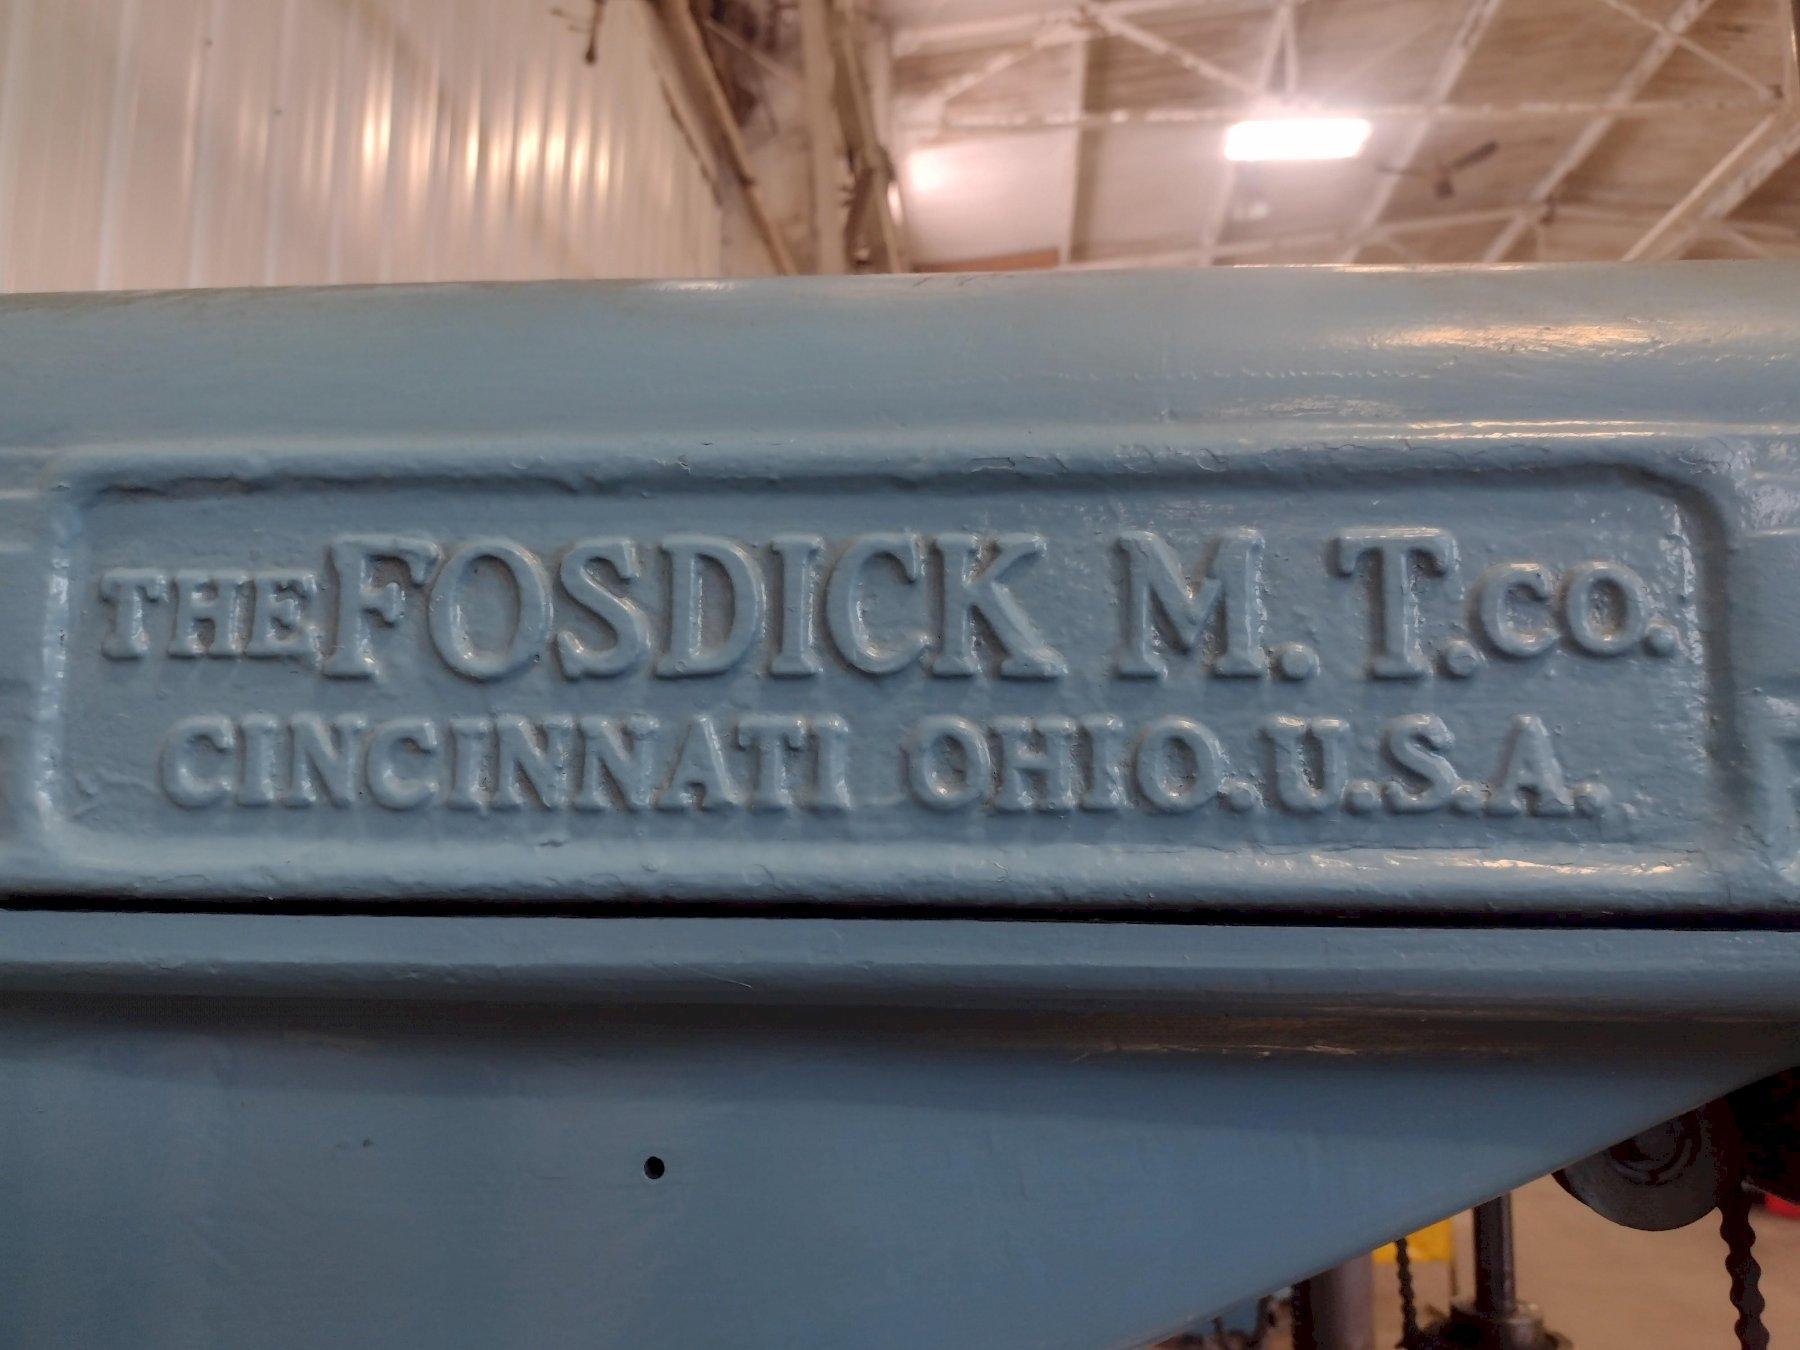 THE FOSDICK M. T. CO.
CINCINNATI OHIO. U.S.A.